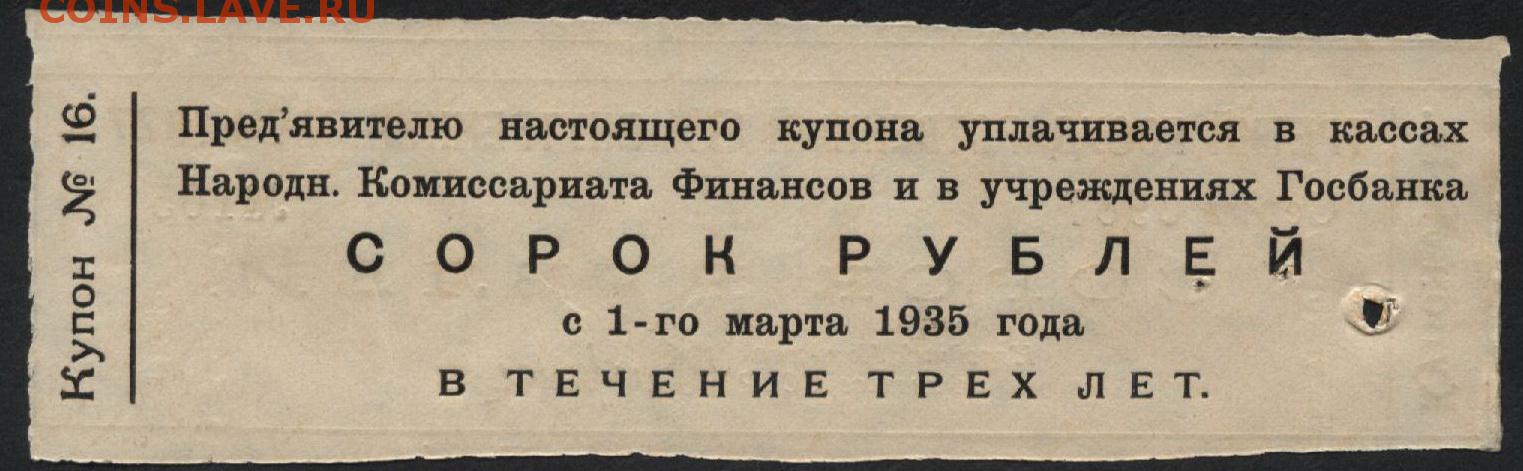 COINS.LAVE.RU
Купон № 16.
Пред'явителю настоящего купона уплачивается в кассах
Народн. Комиссариата Финансов и в учреждениях Госбанка
СОРОК РУБЛЕЙ
с 1-го марта 1935 года
В ТЕЧЕНИЕ ТРЕХ ЛЕТ.